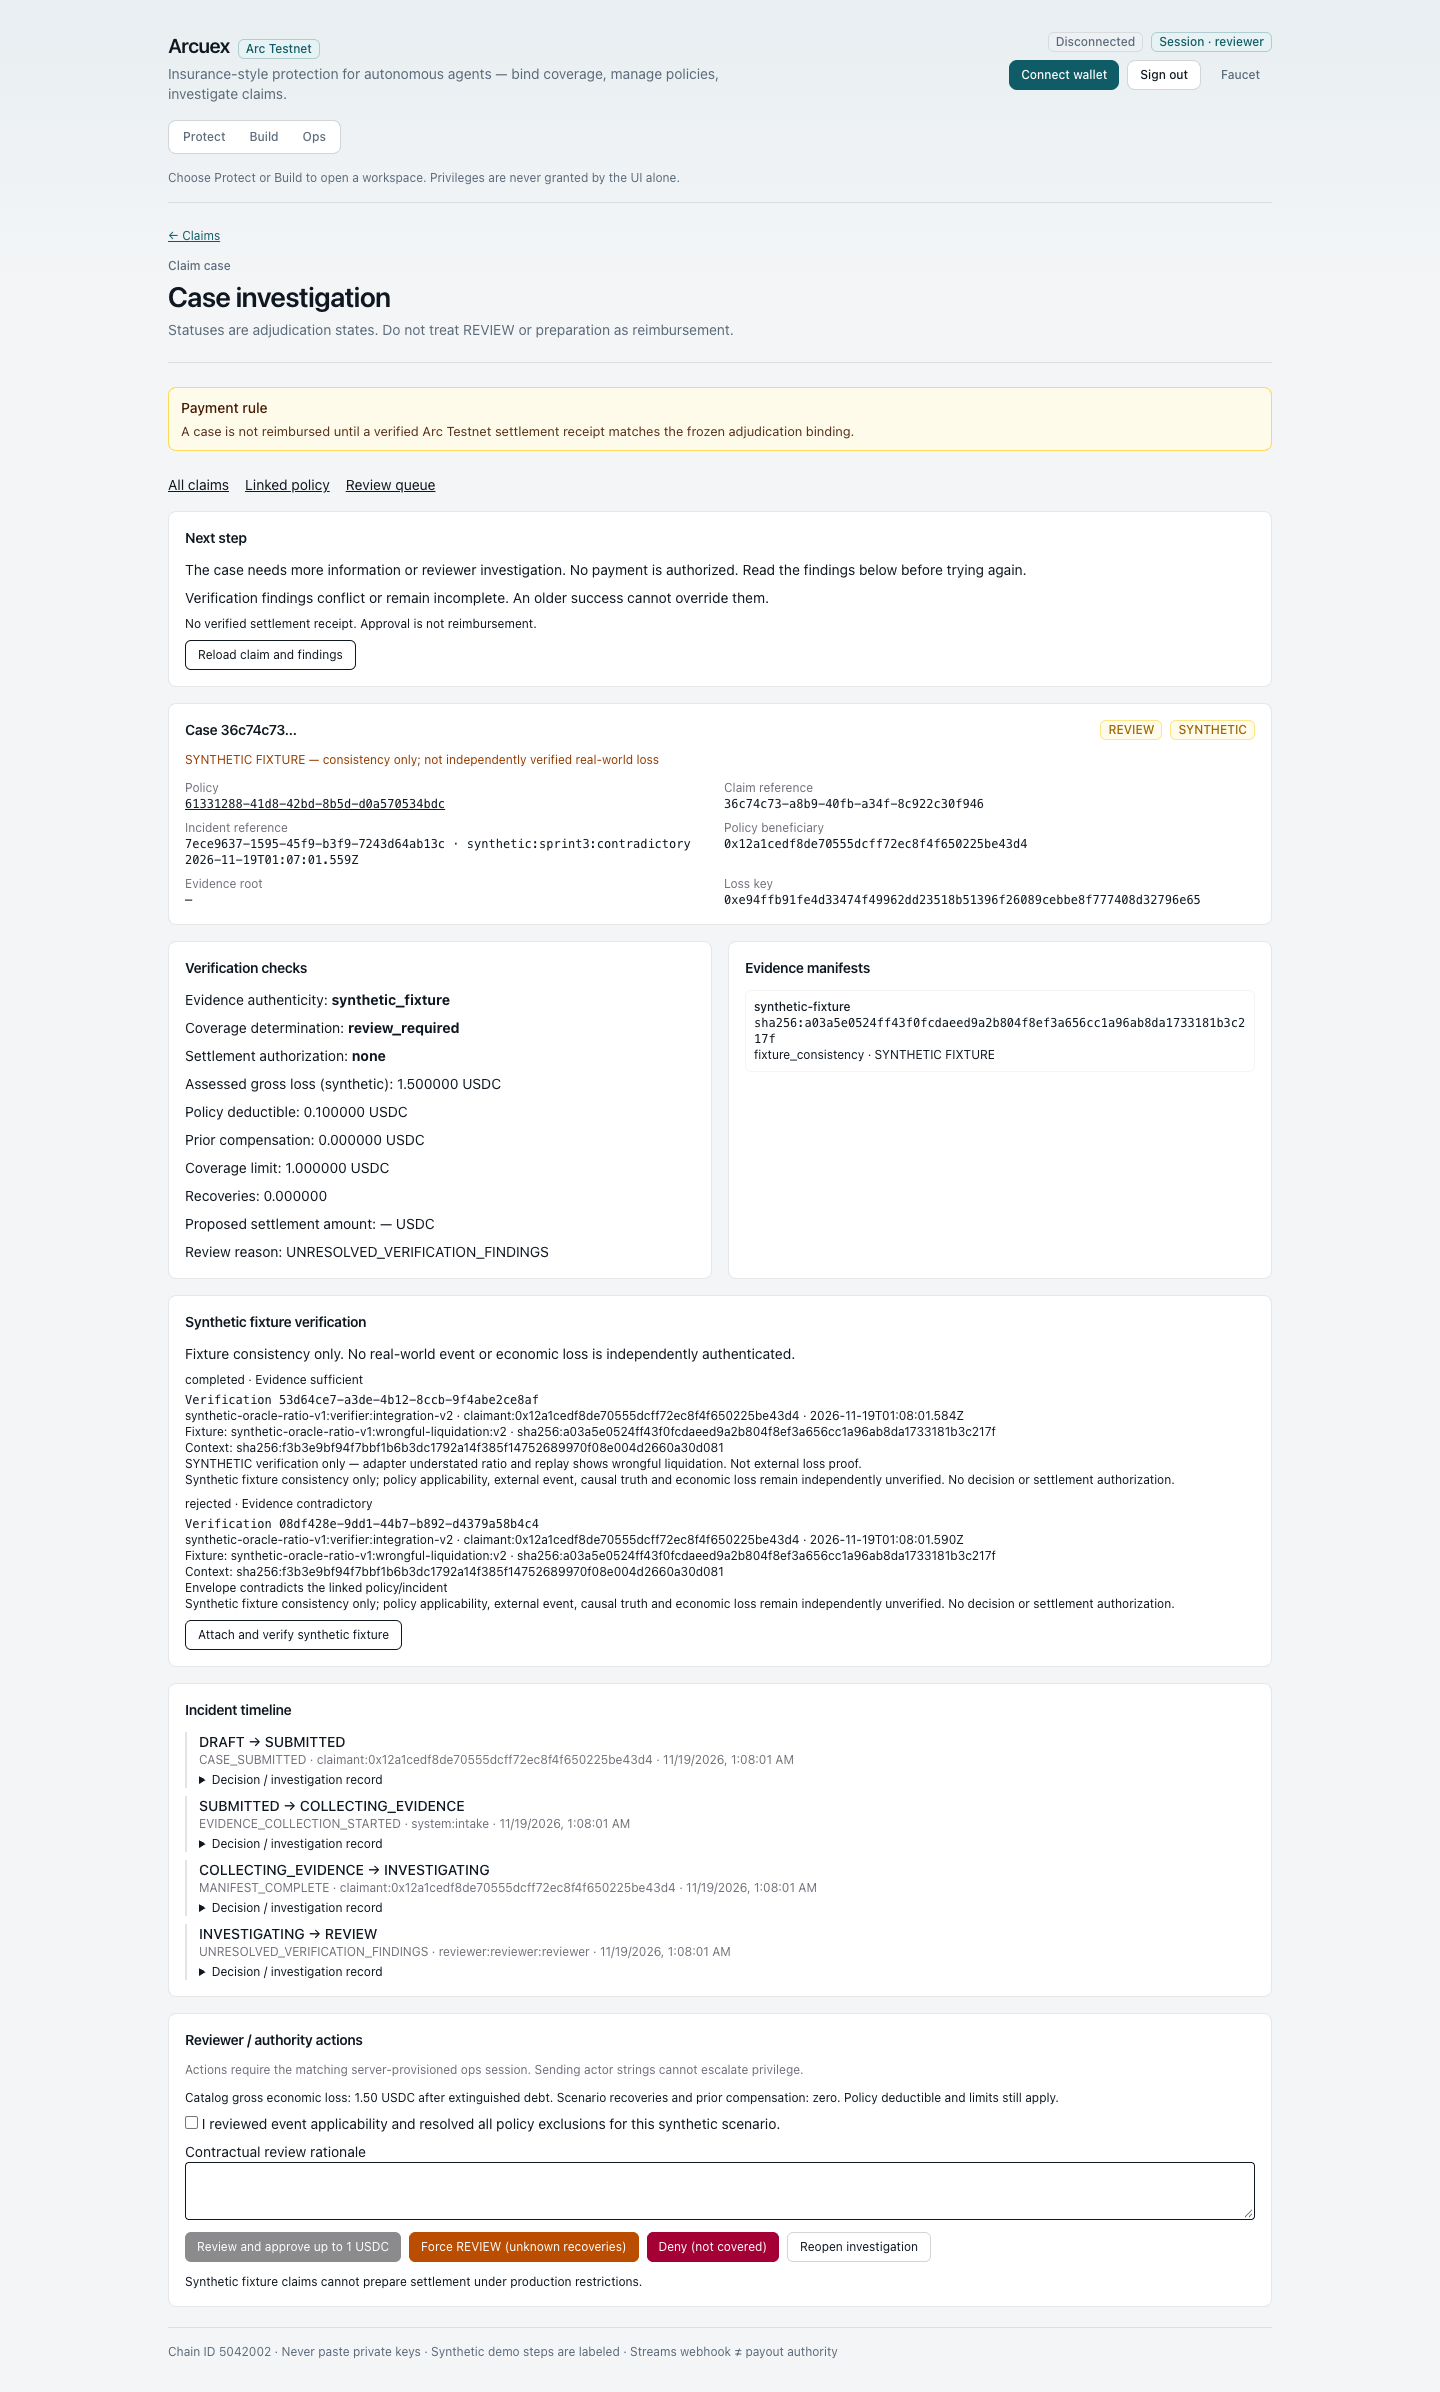 Arcuex Arc Testnet
Disconnected Session · reviewer
Insurance-style protection for autonomous agents — bind coverage, manage policies,
investigate claims.
Connect wallet Sign out Faucet
Protect Build Ops
Choose Protect or Build to open a workspace. Privileges are never granted by the UI alone.
← Claims
Claim case
Case investigation
Statuses are adjudication states. Do not treat REVIEW or preparation as reimbursement.
Payment rule
A case is not reimbursed until a verified Arc Testnet settlement receipt matches the frozen adjudication binding.
All claims Linked policy Review queue
Next step
The case needs more information or reviewer investigation. No payment is authorized. Read the findings below before trying again.
Verification findings conflict or remain incomplete. An older success cannot override them.
No verified settlement receipt. Approval is not reimbursement.
Reload claim and findings
Case 36c74c73…
REVIEW SYNTHETIC
SYNTHETIC FIXTURE — consistency only; not independently verified real-world loss
Policy
61331288-41d8-42bd-8b5d-d0a570534bdc
Claim reference
36c74c73-a8b9-40fb-a34f-8c922c30f946
Incident reference
7ece9637-1595-45f9-b3f9-7243d64ab13c · synthetic:sprint3:contradictory
2026-11-19T01:07:01.559Z
Policy beneficiary
0x12a1cedf8de70555dcff72ec8f4f650225be43d4
Evidence root
—
Loss key
0xe94ffb91fe4d33474f49962dd23518b51396f26089cebbe8f777408d32796e65
Verification checks
Evidence authenticity: synthetic_fixture
Coverage determination: review_required
Settlement authorization: none
Assessed gross loss (synthetic): 1.500000 USDC
Policy deductible: 0.100000 USDC
Prior compensation: 0.000000 USDC
Coverage limit: 1.000000 USDC
Recoveries: 0.000000
Proposed settlement amount: — USDC
Review reason: UNRESOLVED_VERIFICATION_FINDINGS
Evidence manifests
synthetic-fixture
sha256:a03a5e0524ff43f0fcdaeed9a2b804f8ef3a656cc1a96ab8da1733181b3c2
17f
fixture_consistency · SYNTHETIC FIXTURE
Synthetic fixture verification
Fixture consistency only. No real-world event or economic loss is independently authenticated.
completed · Evidence sufficient
Verification 53d64ce7-a3de-4b12-8ccb-9f4abe2ce8af
synthetic-oracle-ratio-v1:verifier:integration-v2 · claimant:0x12a1cedf8de70555dcff72ec8f4f650225be43d4 · 2026-11-19T01:08:01.584Z
Fixture: synthetic-oracle-ratio-v1:wrongful-liquidation:v2 · sha256:a03a5e0524ff43f0fcdaeed9a2b804f8ef3a656cc1a96ab8da1733181b3c217f
Context: sha256:f3b3e9bf94f7bbf1b6b3dc1792a14f385f14752689970f08e004d2660a30d081
SYNTHETIC verification only — adapter understated ratio and replay shows wrongful liquidation. Not external loss proof.
Synthetic fixture consistency only; policy applicability, external event, causal truth and economic loss remain independently unverified. No decision or settlement authorization.
rejected · Evidence contradictory
Verification 08df428e-9dd1-44b7-b892-d4379a58b4c4
synthetic-oracle-ratio-v1:verifier:integration-v2 · claimant:0x12a1cedf8de70555dcff72ec8f4f650225be43d4 · 2026-11-19T01:08:01.590Z
Fixture: synthetic-oracle-ratio-v1:wrongful-liquidation:v2 · sha256:a03a5e0524ff43f0fcdaeed9a2b804f8ef3a656cc1a96ab8da1733181b3c217f
Context: sha256:f3b3e9bf94f7bbf1b6b3dc1792a14f385f14752689970f08e004d2660a30d081
Envelope contradicts the linked policy/incident
Synthetic fixture consistency only; policy applicability, external event, causal truth and economic loss remain independently unverified. No decision or settlement authorization.
Attach and verify synthetic fixture
Incident timeline
DRAFT → SUBMITTED
CASE_SUBMITTED · claimant:0x12a1cedf8de70555dcff72ec8f4f650225be43d4 · 11/19/2026, 1:08:01 AM
▶ Decision / investigation record
SUBMITTED → COLLECTING_EVIDENCE
EVIDENCE_COLLECTION_STARTED · system:intake · 11/19/2026, 1:08:01 AM
▶ Decision / investigation record
COLLECTING_EVIDENCE → INVESTIGATING
MANIFEST_COMPLETE · claimant:0x12a1cedf8de70555dcff72ec8f4f650225be43d4 · 11/19/2026, 1:08:01 AM
▶ Decision / investigation record
INVESTIGATING → REVIEW
UNRESOLVED_VERIFICATION_FINDINGS · reviewer:reviewer:reviewer · 11/19/2026, 1:08:01 AM
▶ Decision / investigation record
Reviewer / authority actions
Actions require the matching server-provisioned ops session. Sending actor strings cannot escalate privilege.
Catalog gross economic loss: 1.50 USDC after extinguished debt. Scenario recoveries and prior compensation: zero. Policy deductible and limits still apply.
I reviewed event applicability and resolved all policy exclusions for this synthetic scenario.
Contractual review rationale
Review and approve up to 1 USDC Force REVIEW (unknown recoveries) Deny (not covered) Reopen investigation
Synthetic fixture claims cannot prepare settlement under production restrictions.
Chain ID 5042002 · Never paste private keys · Synthetic demo steps are labeled · Streams webhook ≠ payout authority